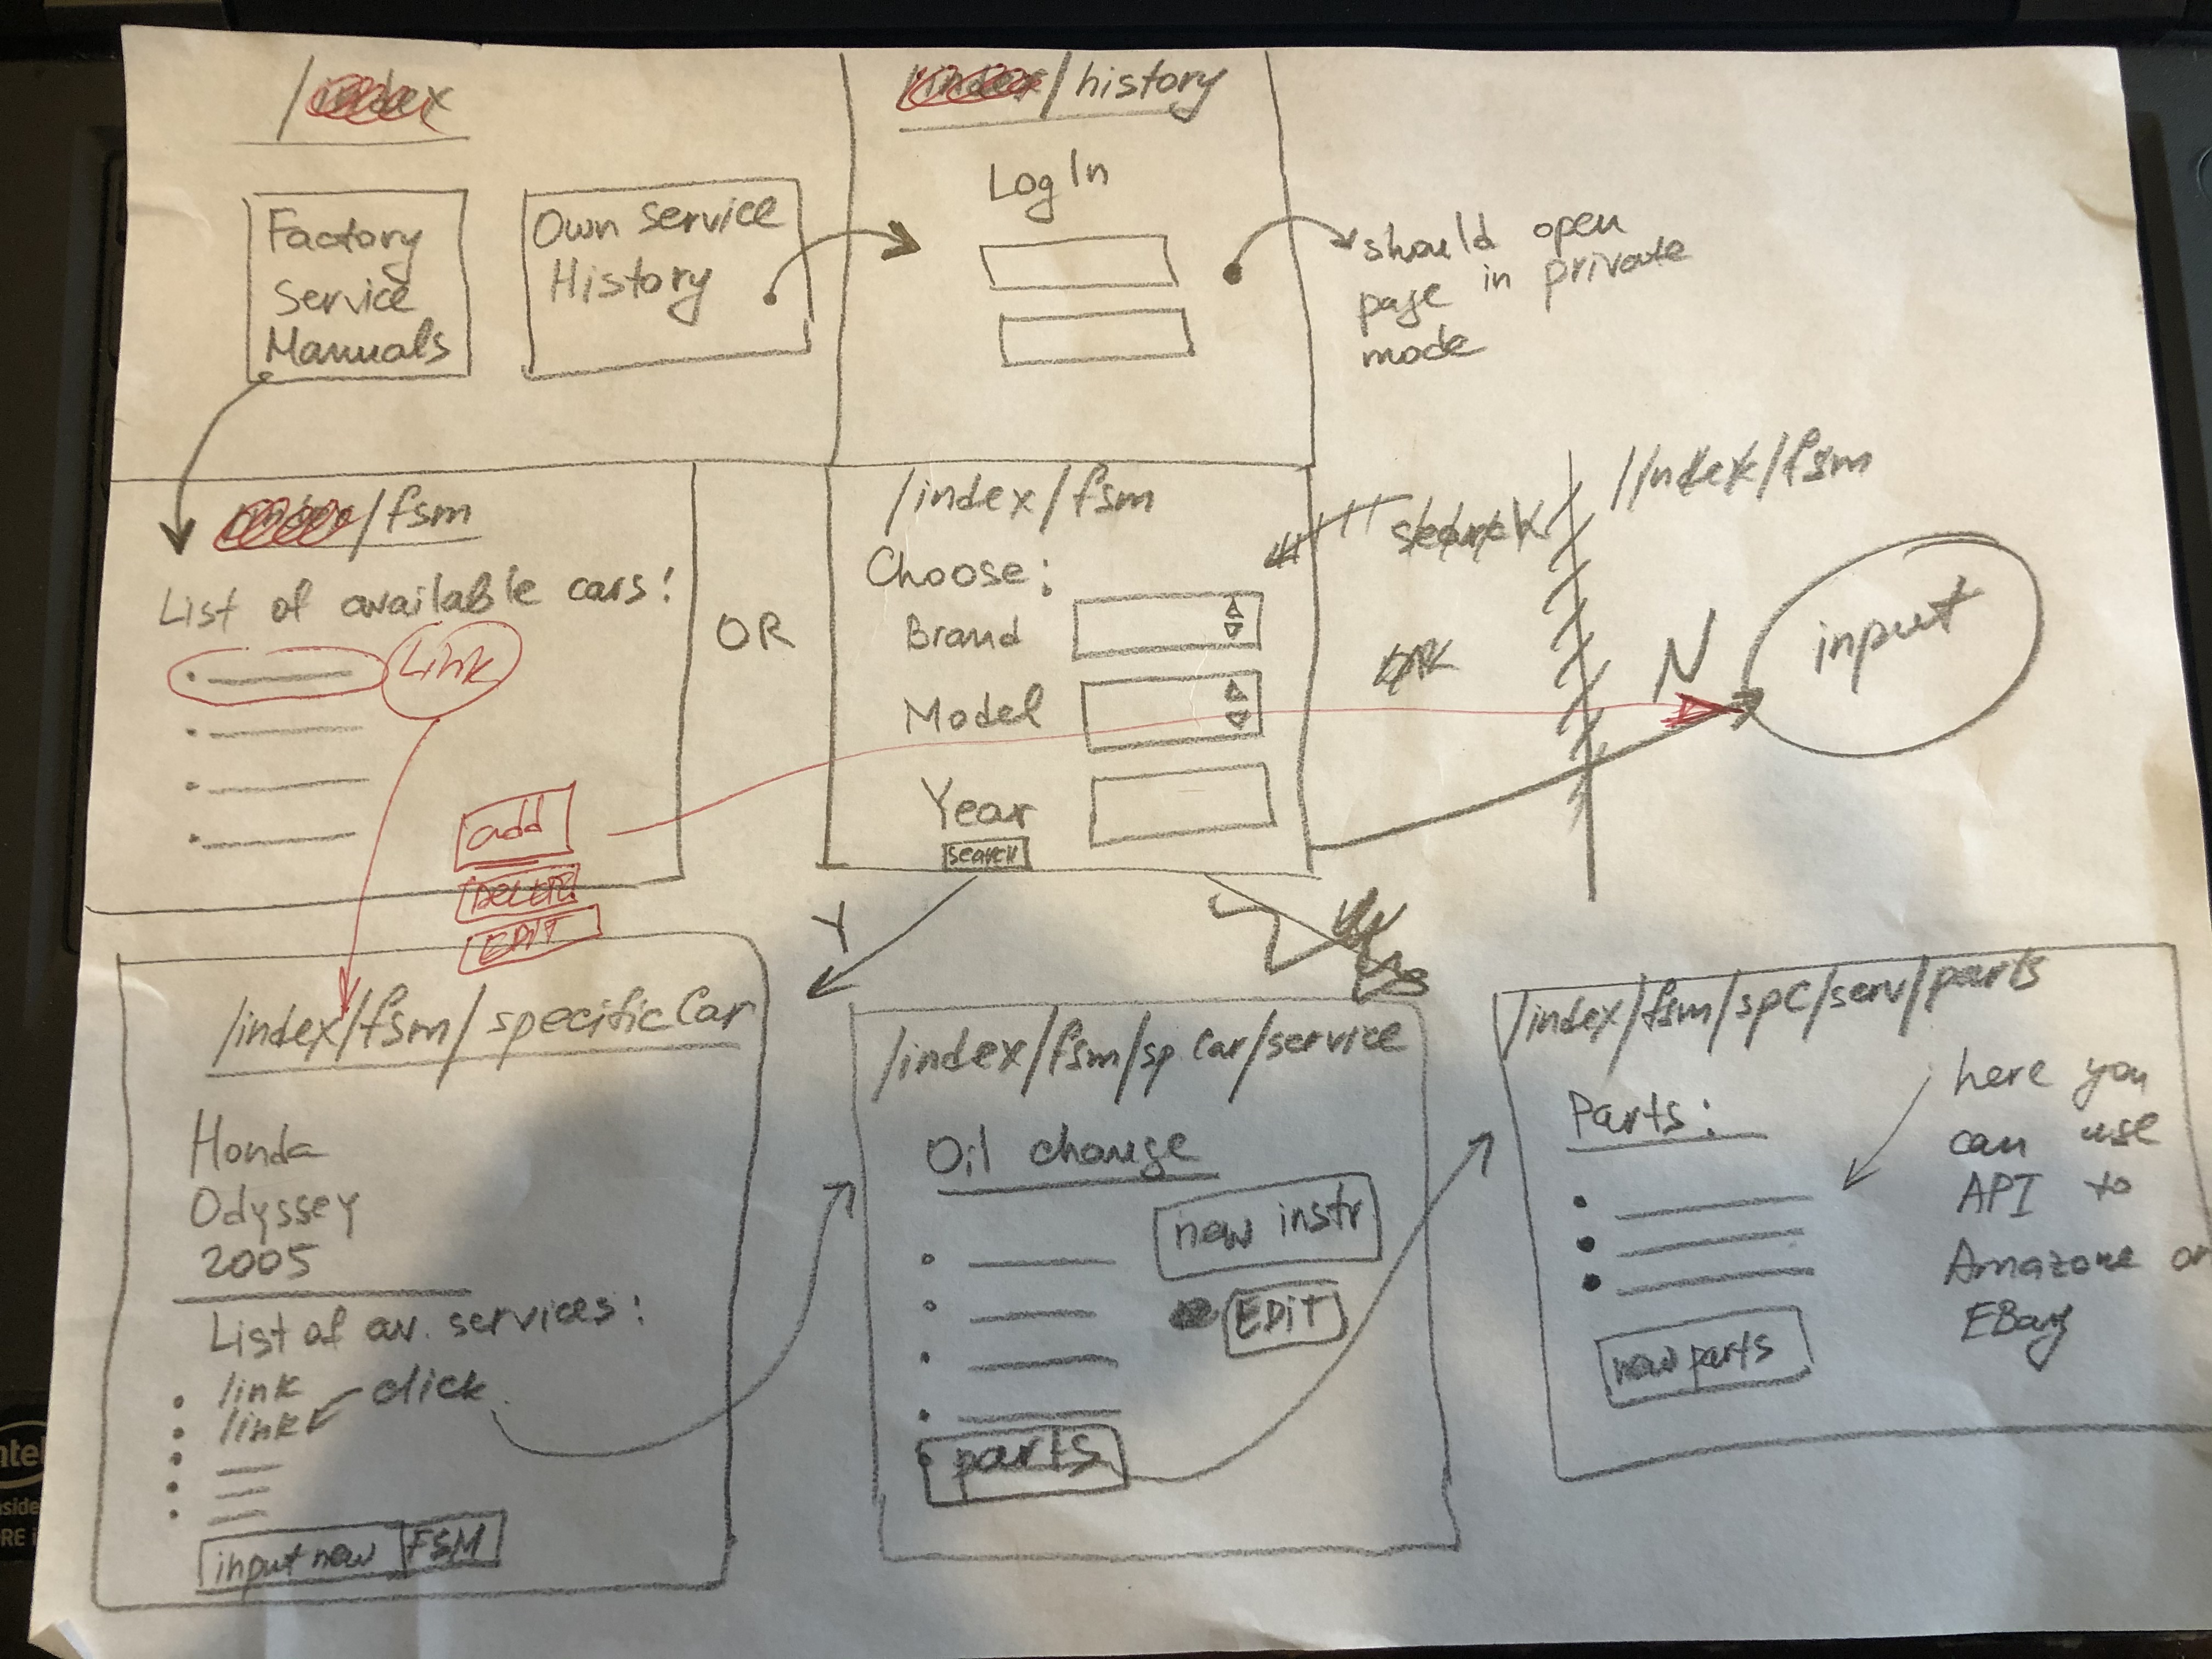 /index
Factory
Service
Manuals
Own service
History
/index/history
Log In
should open
page in private
mode
/fsm
List of available cars:
Link
add
EDIT
OR
/index/fsm
Choose:
Brand
Model
Year
SEARCH
Y
/index/fsm
N
input
/index/fsm/specificCar
Honda
Odyssey
2005
List of av. services:
link
link click
input new FSM
/index/fsm/sp.Car/service
Oil change
new instr
EDIT
parts
/index/fsm/spC/serv/parts
Parts:
new parts
here you
can use
API to
Amazone or
EBay